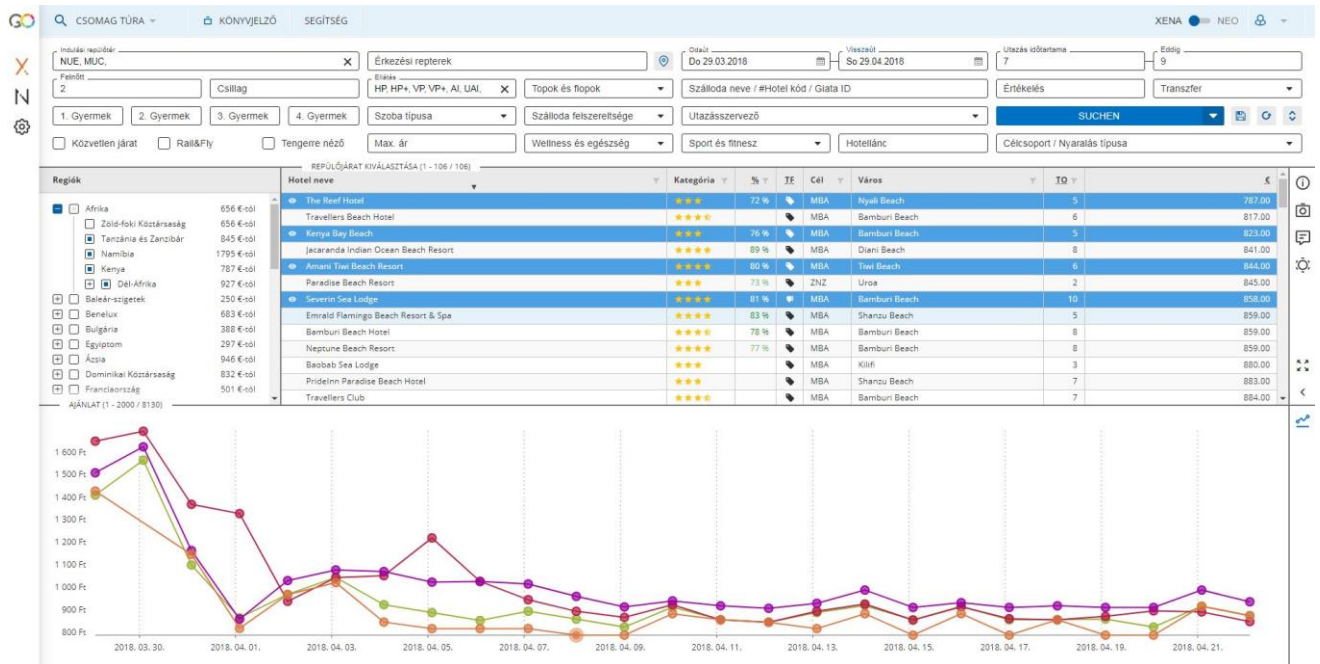 GO CSOMAG TÚRA KÖNYVJELZŐ SEGÍTSÉG XENA NEO
Indulási repülőtér Odaút Visszaút Utazás időtartama Eddig
NUE, MUC, Érkezési repterek Do 29.03.2018 So 29.04.2018 7 9
Felnőtt Ellátás
2 Csillag HP, HP+, VP, VP+, AI, UAI, Topok és flopok Szálloda neve / #Hotel kód / Giata ID Értékelés Transzfer
1. Gyermek 2. Gyermek 3. Gyermek 4. Gyermek Szoba típusa Szálloda felszereltsége Utazásszervező SUCHEN
Közvetlen járat Rail&Fly Tengerre néző Max. ár Wellness és egészség Sport és fitnesz Hotellánc Célcsoport / Nyaralás típusa
REPÜLŐJÁRAT KIVÁLASZTÁSA (1 - 106 / 106)
Regiók
Afrika 656 €-tól
Zöld-foki Köztársaság 656 €-tól
Tanzánia és Zanzibár 845 €-tól
Namíbia 1795 €-tól
Kenya 787 €-tól
Dél-Afrika 927 €-tól
Baleár-szigetek 250 €-tól
Benelux 683 €-tól
Bulgária 388 €-tól
Egyiptom 297 €-tól
Ázsia 946 €-tól
Dominikai Köztársaság 832 €-tól
Franciaország 501 €-tól
Hotel neve Kategória % TF Cél Város TO €
The Reef Hotel 72 % MBA Nyali Beach 5 787.00
Travellers Beach Hotel MBA Bamburi Beach 6 817.00
Kenya Bay Beach 76 % MBA Bamburi Beach 5 823.00
Jacaranda Indian Ocean Beach Resort 89 % MBA Diani Beach 8 841.00
Amani Tiwi Beach Resort 80 % MBA Tiwi Beach 6 844.00
Paradise Beach Resort 73 % ZNZ Uroa 2 845.00
Severin Sea Lodge 81 % MBA Bamburi Beach 10 858.00
Emrald Flamingo Beach Resort & Spa 83 % MBA Shanzu Beach 5 859.00
Bamburi Beach Hotel 78 % MBA Bamburi Beach 8 859.00
Neptune Beach Resort 77 % MBA Bamburi Beach 8 859.00
Baobab Sea Lodge MBA Kilifi 3 880.00
PrideInn Paradise Beach Hotel MBA Shanzu Beach 7 883.00
Travellers Club MBA Bamburi Beach 7 884.00
AJÁNLAT (1 - 2000 / 8130)
1 600 Ft
1 500 Ft
1 400 Ft
1 300 Ft
1 200 Ft
1 100 Ft
1 000 Ft
900 Ft
800 Ft
2018. 03. 30. 2018. 04. 01. 2018. 04. 03. 2018. 04. 05. 2018. 04. 07. 2018. 04. 09. 2018. 04. 11. 2018. 04. 13. 2018. 04. 15. 2018. 04. 17. 2018. 04. 19. 2018. 04. 21.